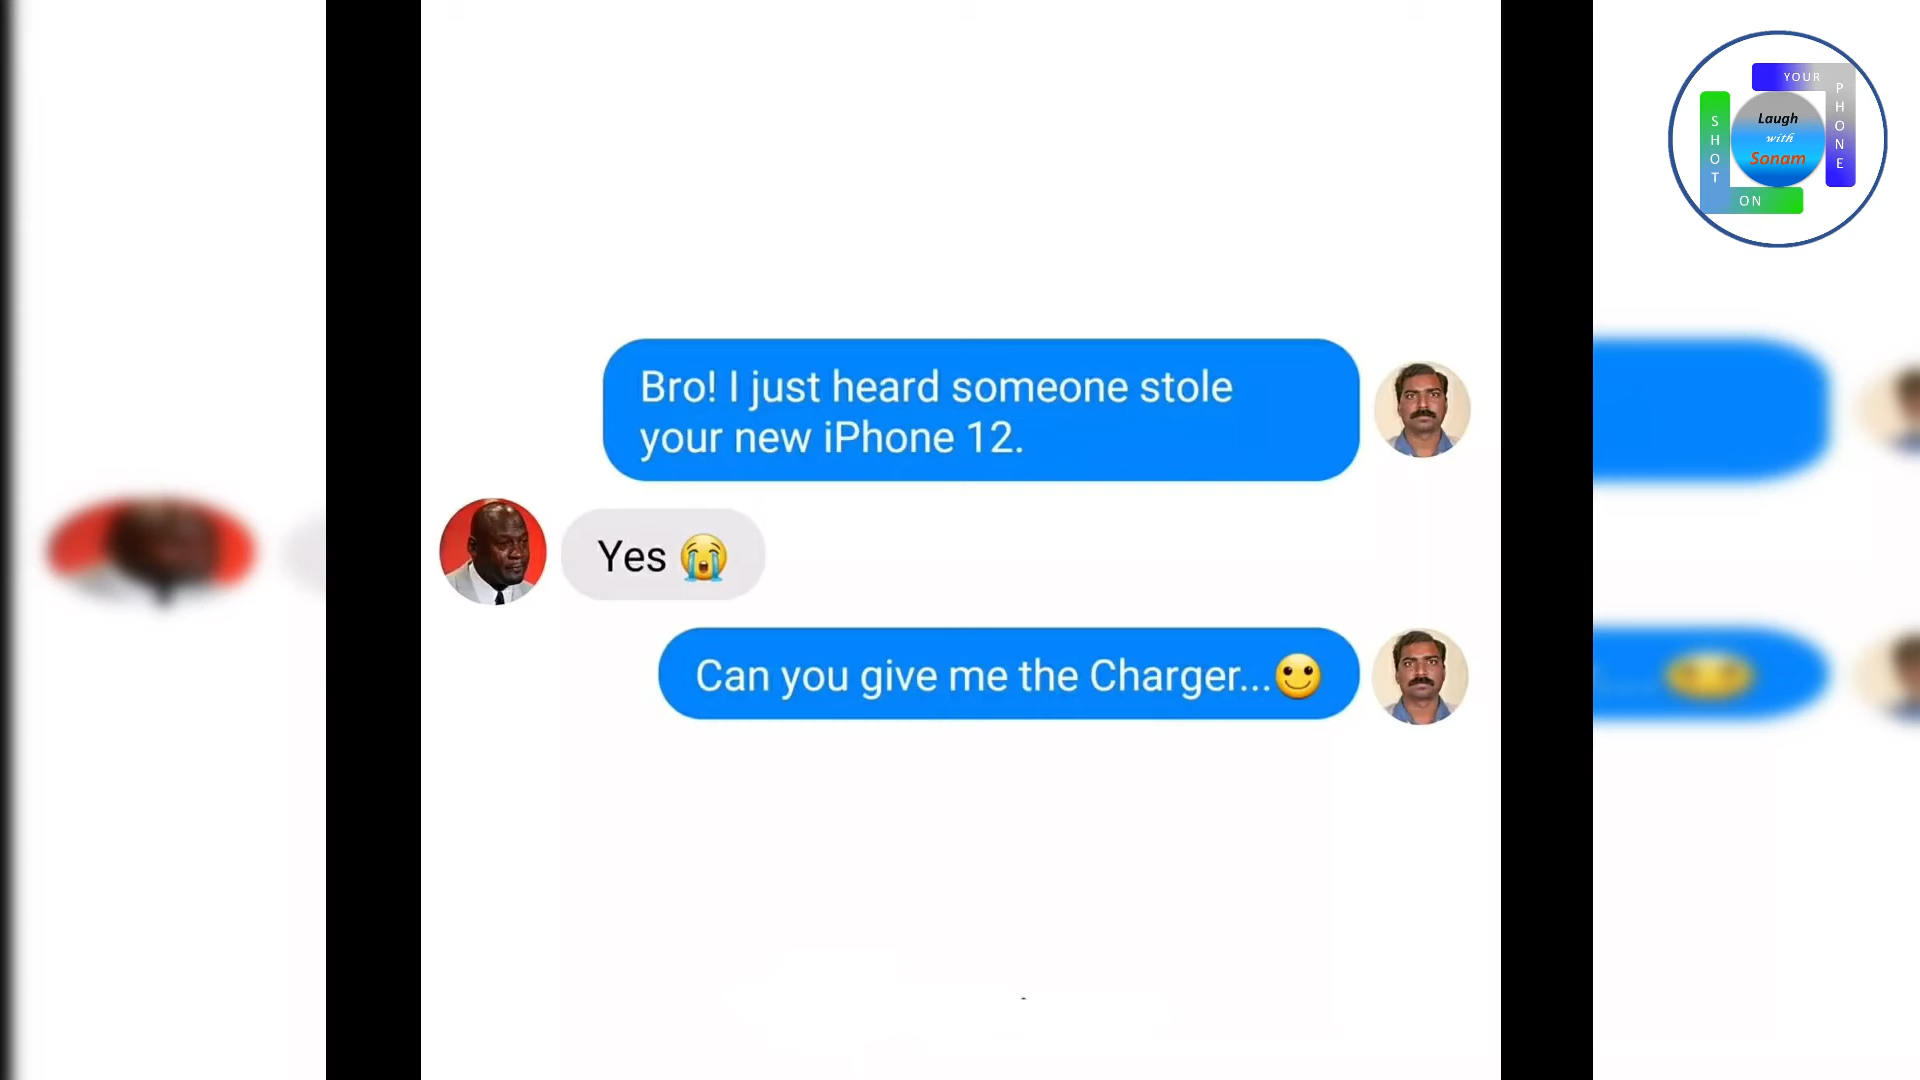 Bro! I just heard someone stole
your new iPhone 12.
Yes 😭
Can you give me the Charger...🙂
SHOT
ON
YOUR
PHONE
Laugh
with
Sonam